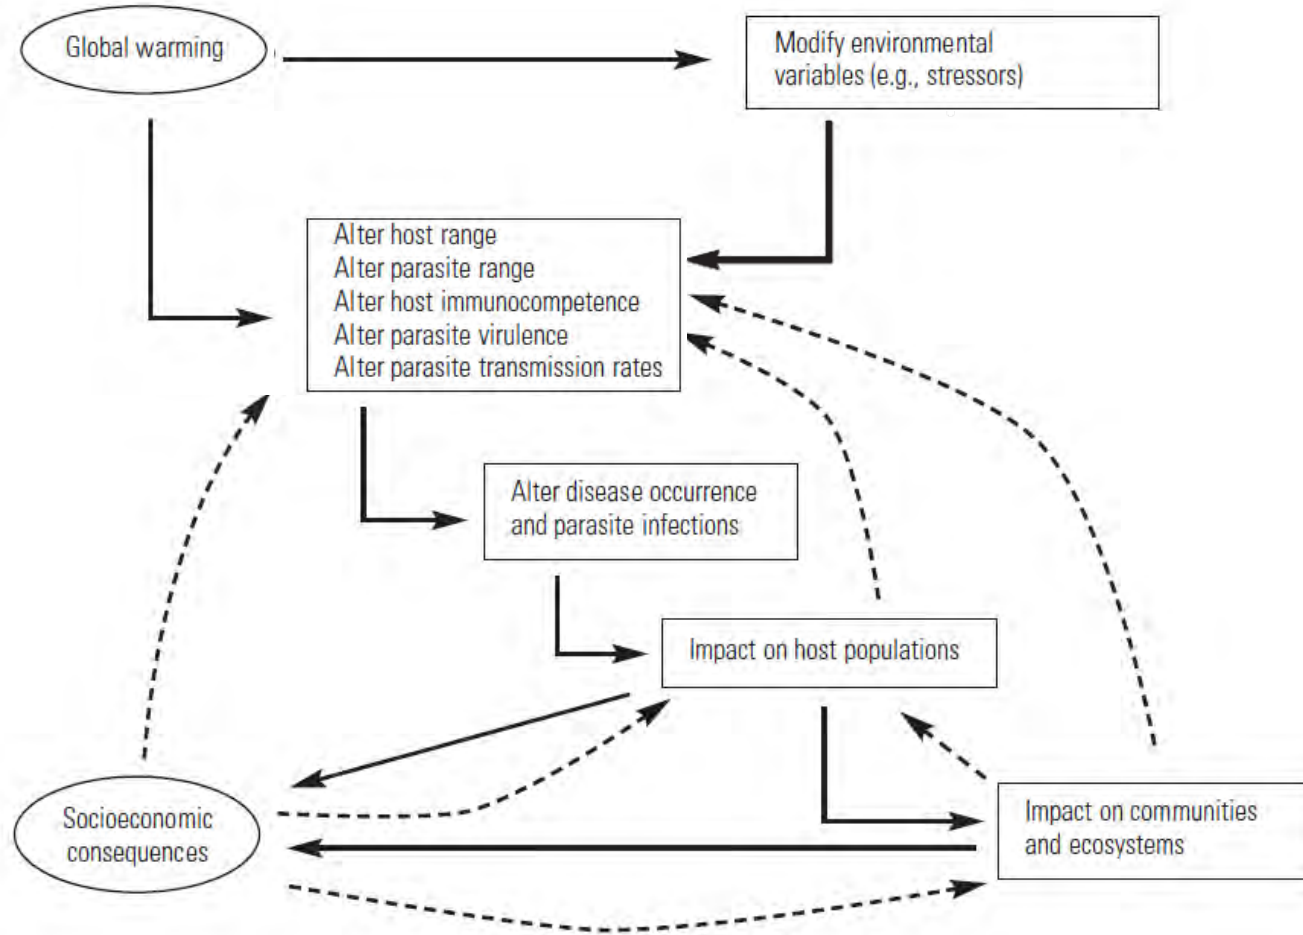 Global warming
Modify environmental
variables (e.g., stressors)
Alter host range
Alter parasite range
Alter host immunocompetence
Alter parasite virulence
Alter parasite transmission rates
Alter disease occurrence
and parasite infections
Impact on host populations
Socioeconomic
consequences
Impact on communities
and ecosystems